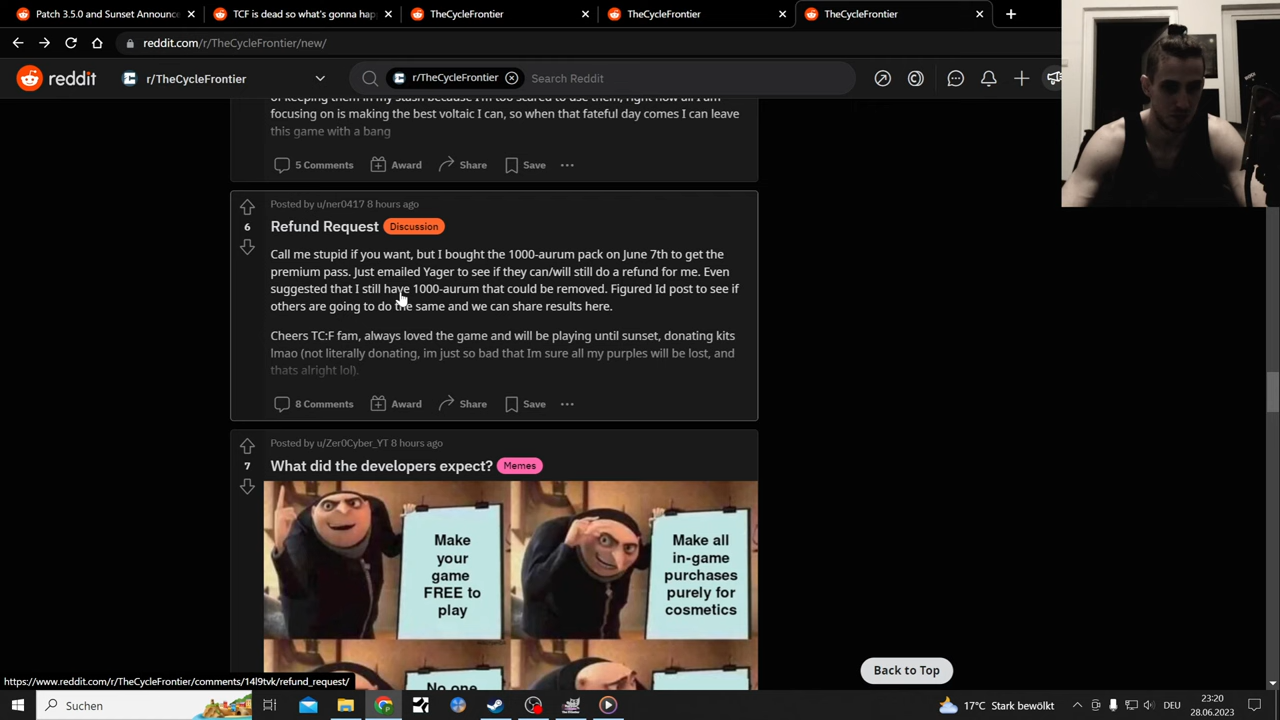 Patch 3.5.0 and Sunset Announce
TCF is dead so what's gonna hap
TheCycleFrontier
TheCycleFrontier
TheCycleFrontier
reddit.com/r/TheCycleFrontier/new/
reddit
r/TheCycleFrontier
r/TheCycleFrontier
Search Reddit
of keeping them in my stash because I'm too scared to use them, right now all I am
focusing on is making the best voltaic I can, so when that fateful day comes I can leave
this game with a bang
5 Comments Award Share Save
Posted by u/ner0417 8 hours ago
6
Refund Request Discussion
Call me stupid if you want, but I bought the 1000-aurum pack on June 7th to get the
premium pass. Just emailed Yager to see if they can/will still do a refund for me. Even
suggested that I still have 1000-aurum that could be removed. Figured Id post to see if
others are going to do the same and we can share results here.
Cheers TC:F fam, always loved the game and will be playing until sunset, donating kits
lmao (not literally donating, im just so bad that Im sure all my purples will be lost, and
thats alright lol).
8 Comments Award Share Save
Posted by u/Zer0Cyber_YT 8 hours ago
7
What did the developers expect? Memes
Make
your
game
FREE to
play
Make all
in-game
purchases
purely for
cosmetics
No one
Back to Top
https://www.reddit.com/r/TheCycleFrontier/comments/14l9tvk/refund_request/
Suchen
17°C Stark bewölkt
DEU
23:20
28.06.2023